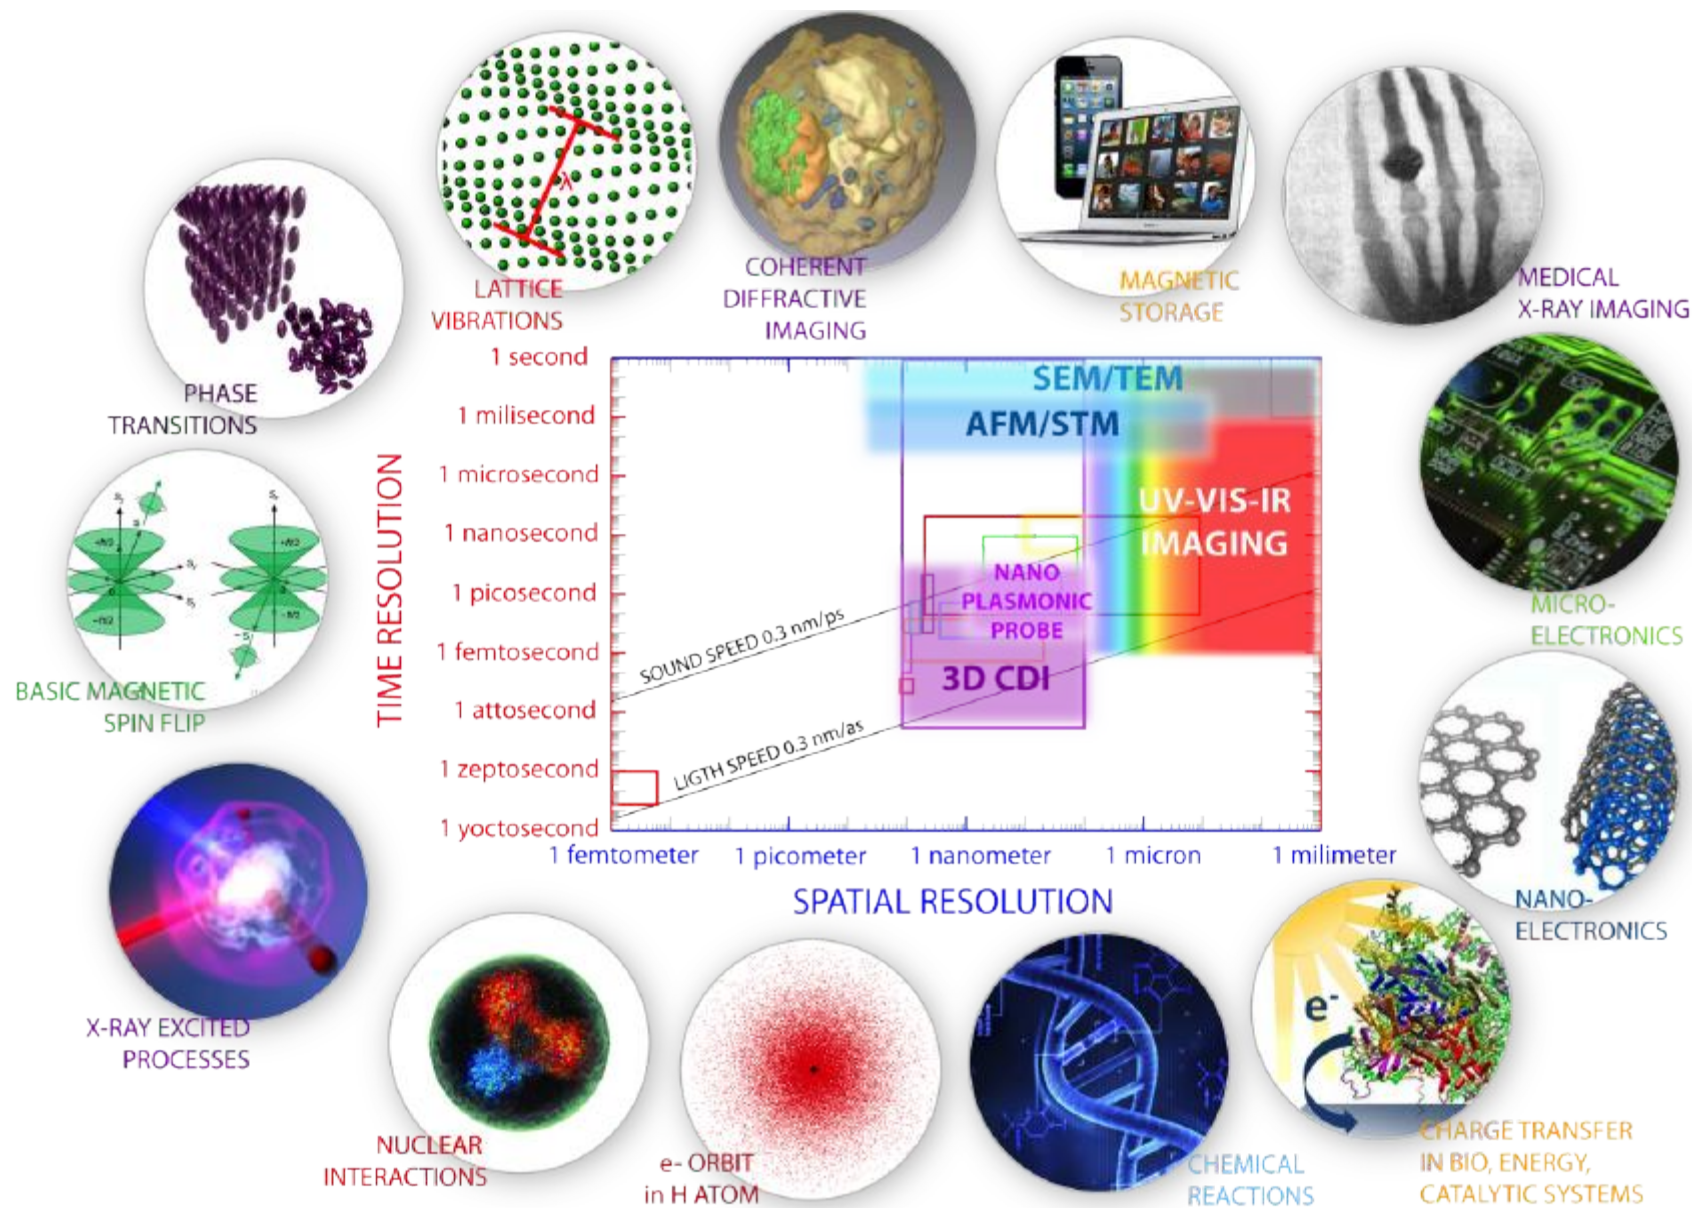 λ
LATTICE
VIBRATIONS
COHERENT
DIFFRACTIVE
IMAGING
MAGNETIC
STORAGE
MEDICAL
X-RAY IMAGING
PHASE
TRANSITIONS
BASIC MAGNETIC
SPIN FLIP
X-RAY EXCITED
PROCESSES
TIME RESOLUTION
1 second
1 milisecond
1 microsecond
1 nanosecond
1 picosecond
1 femtosecond
1 attosecond
1 zeptosecond
1 yoctosecond
SEM/TEM
AFM/STM
UV-VIS-IR
IMAGING
NANO
PLASMONIC
PROBE
3D CDI
SOUND SPEED 0.3 nm/ps
LIGTH SPEED 0.3 nm/as
1 femtometer
1 picometer
1 nanometer
1 micron
1 milimeter
SPATIAL RESOLUTION
MICRO-
ELECTRONICS
NANO-
ELECTRONICS
NUCLEAR
INTERACTIONS
e- ORBIT
in H ATOM
CHEMICAL
REACTIONS
e-
CHARGE TRANSFER
IN BIO, ENERGY,
CATALYTIC SYSTEMS